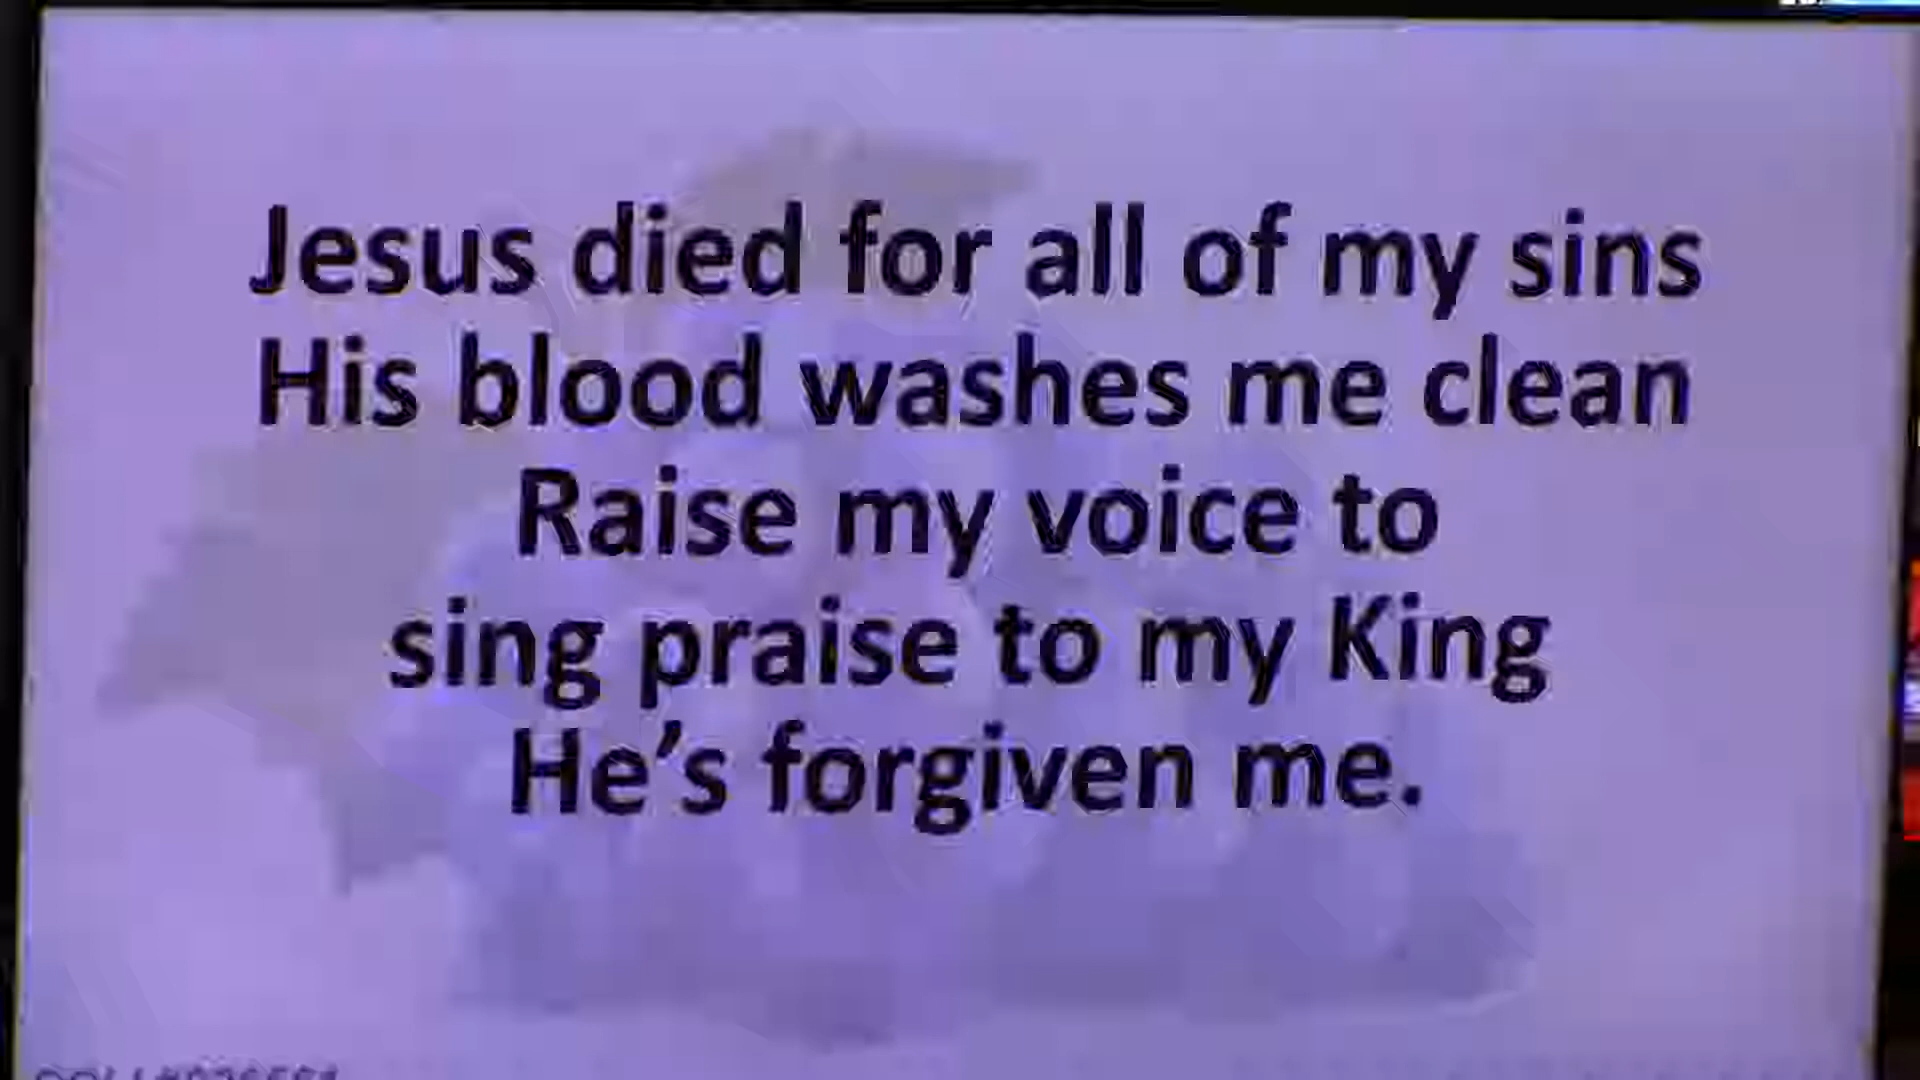 Jesus died for all of my sins
His blood washes me clean
Raise my voice to
sing praise to my King
He’s forgiven me.